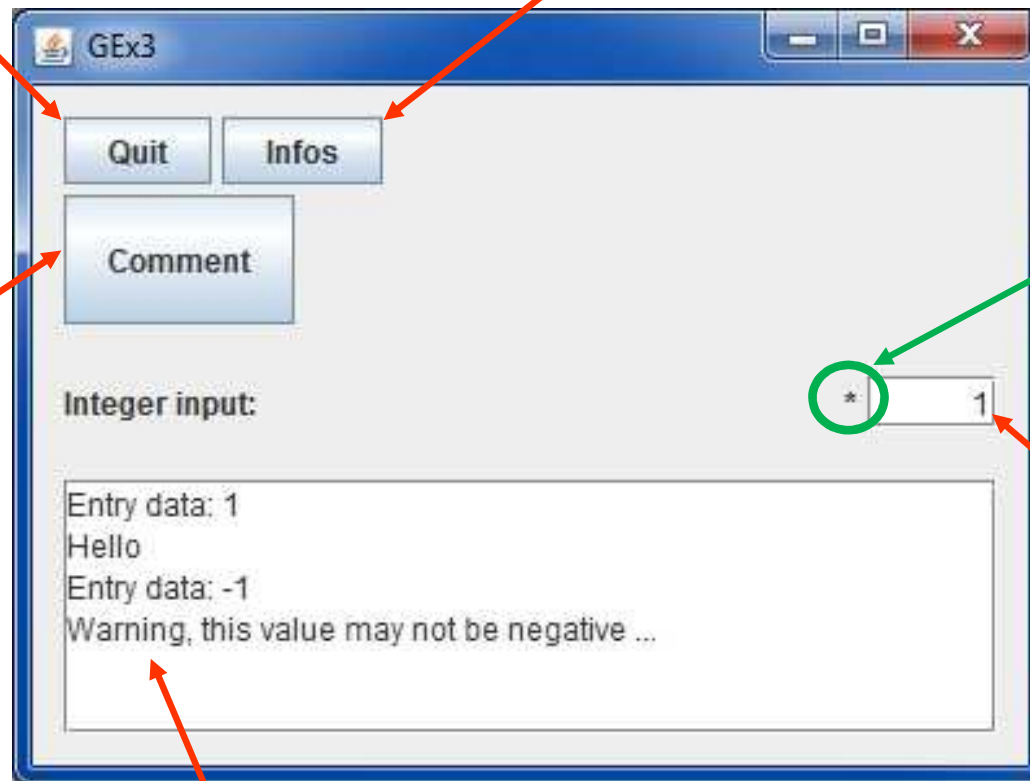 GEx3
Quit Infos
Comment
Integer input: * 1
Entry data: 1
Hello
Entry data: -1
Warning, this value may not be negative ...